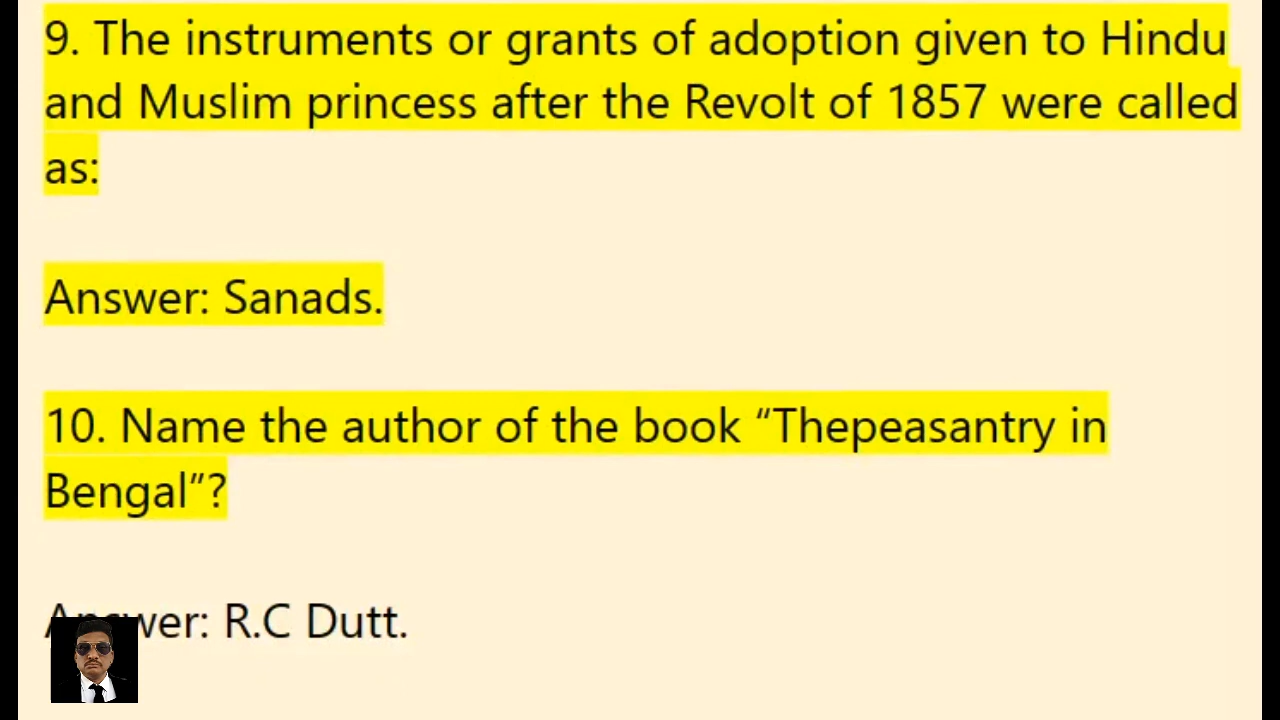 9. The instruments or grants of adoption given to Hindu
and Muslim princess after the Revolt of 1857 were called
as:
Answer: Sanads.
10. Name the author of the book “Thepeasantry in
Bengal”?
Answer: R.C Dutt.